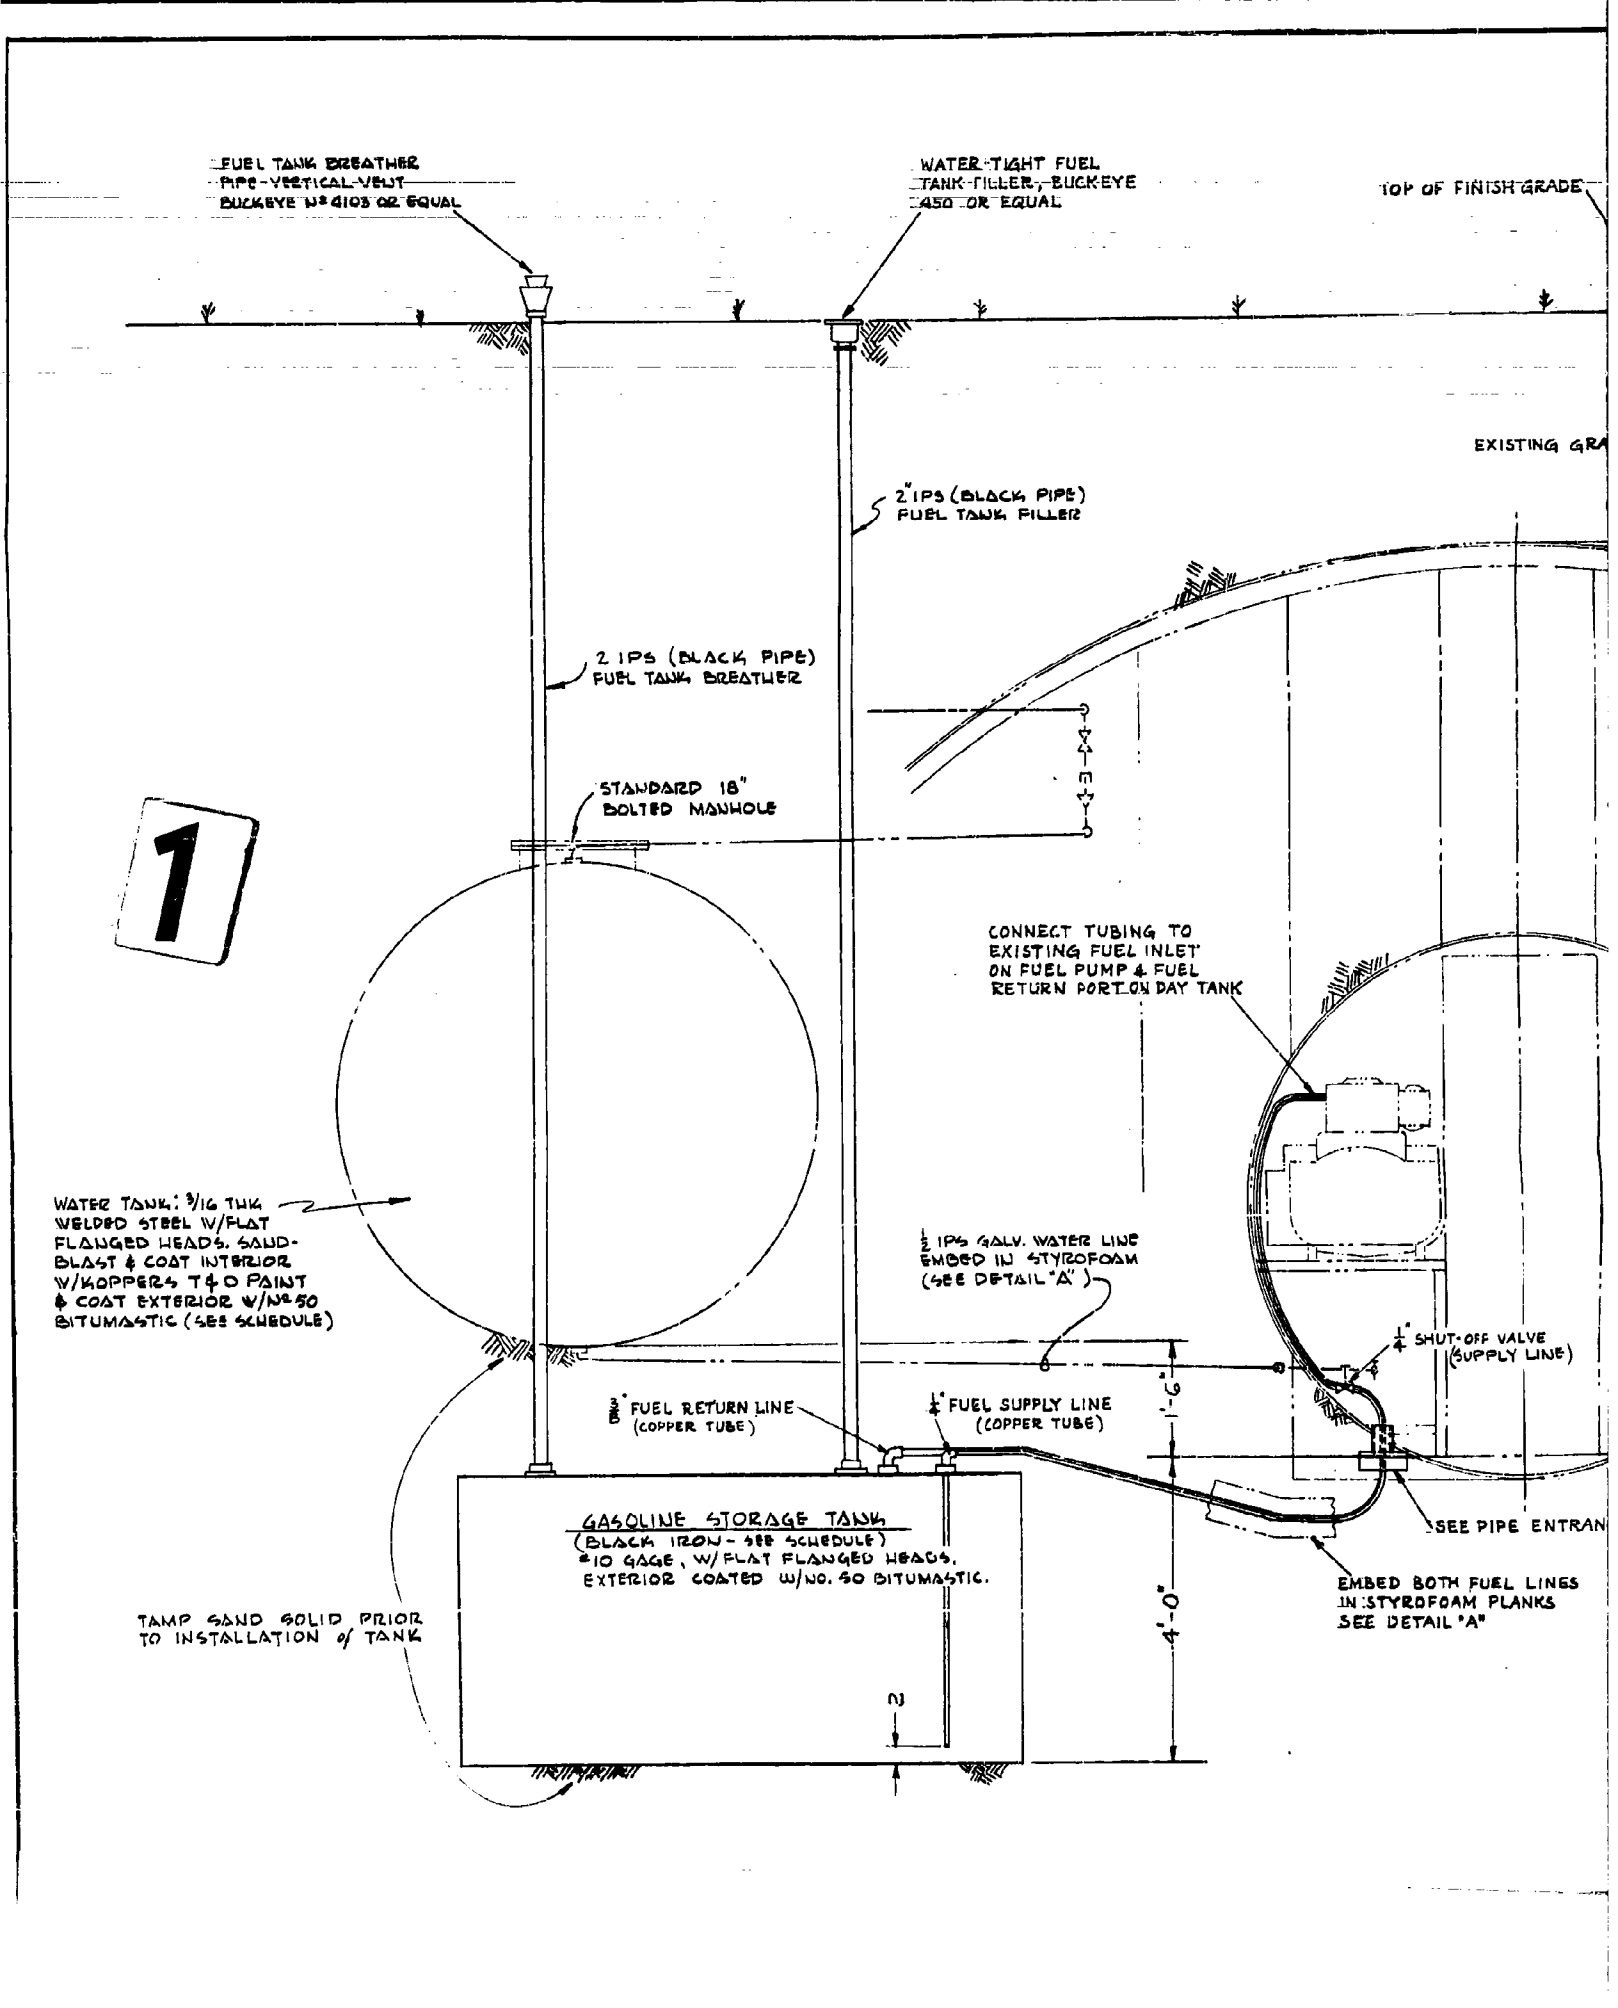 FUEL TANK BREATHER
PIPE-VERTICAL VENT
BUCKEYE Nº 4103 OR EQUAL
WATER TIGHT FUEL
TANK FILLER, BUCKEYE
450 OR EQUAL
TOP OF FINISH GRADE
EXISTING GRA
2" IPS (BLACK PIPE)
FUEL TANK FILLER
2 IPS (BLACK PIPE)
FUEL TANK BREATHER
STANDARD 18"
BOLTED MANHOLE
1
CONNECT TUBING TO
EXISTING FUEL INLET
ON FUEL PUMP & FUEL
RETURN PORT ON DAY TANK
WATER TANK: 3/16 THK
WELDED STEEL W/FLAT
FLANGED HEADS. SAND-
BLAST & COAT INTERIOR
W/KOPPERS T&O PAINT
& COAT EXTERIOR W/Nº 50
BITUMASTIC (SEE SCHEDULE)
1/2 IPS GALV. WATER LINE
EMBED IN STYROFOAM
(SEE DETAIL "A")
1/4" SHUT-OFF VALVE
(SUPPLY LINE)
1'-6"
FUEL RETURN LINE
(COPPER TUBE)
1/4" FUEL SUPPLY LINE
(COPPER TUBE)
GASOLINE STORAGE TANK
(BLACK IRON - SEE SCHEDULE)
#10 GAGE, W/FLAT FLANGED HEADS.
EXTERIOR COATED W/NO. 50 BITUMASTIC.
SEE PIPE ENTRAN
EMBED BOTH FUEL LINES
IN STYROFOAM PLANKS
SEE DETAIL "A"
4'-0"
TAMP SAND SOLID PRIOR
TO INSTALLATION of TANK
2